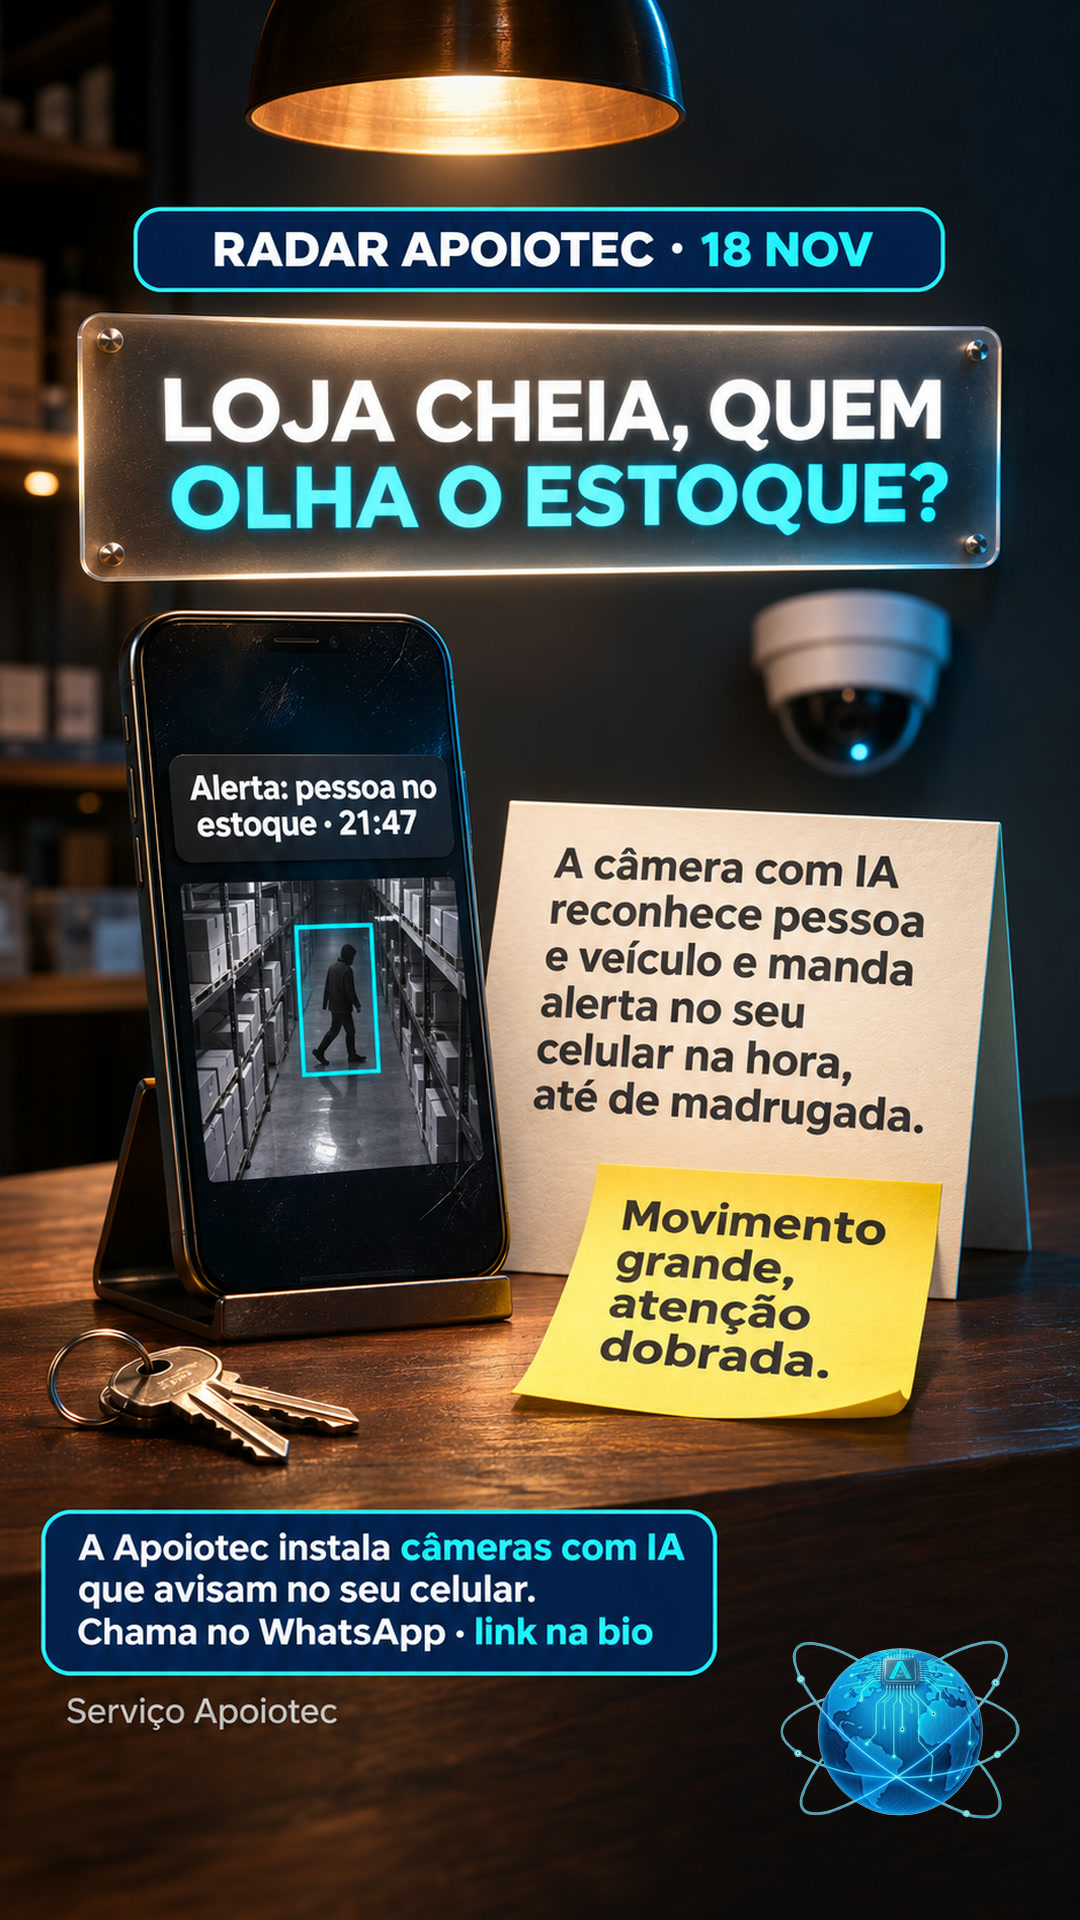 RADAR APOIOTEC · 18 NOV
LOJA CHEIA, QUEM
OLHA O ESTOQUE?
Alerta: pessoa no
estoque · 21:47
A câmera com IA
reconhece pessoa
e veículo e manda
alerta no seu
celular na hora,
até de madrugada.
Movimento
grande,
atenção
dobrada.
A Apoiotec instala câmeras com IA
que avisam no seu celular.
Chama no WhatsApp · link na bio
Serviço Apoiotec
A